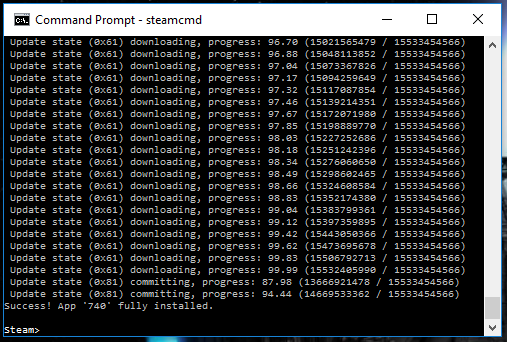 Command Prompt - steamcmd
Update state (0x61) downloading, progress: 96.70 (15021565479 / 15533454566)
Update state (0x61) downloading, progress: 96.88 (15048113852 / 15533454566)
Update state (0x61) downloading, progress: 97.04 (15073367826 / 15533454566)
Update state (0x61) downloading, progress: 97.17 (15094259649 / 15533454566)
Update state (0x61) downloading, progress: 97.32 (15117087854 / 15533454566)
Update state (0x61) downloading, progress: 97.46 (15139214351 / 15533454566)
Update state (0x61) downloading, progress: 97.67 (15172071980 / 15533454566)
Update state (0x61) downloading, progress: 97.85 (15198889770 / 15533454566)
Update state (0x61) downloading, progress: 98.03 (15227252686 / 15533454566)
Update state (0x61) downloading, progress: 98.18 (15251242396 / 15533454566)
Update state (0x61) downloading, progress: 98.34 (15276060650 / 15533454566)
Update state (0x61) downloading, progress: 98.49 (15298602465 / 15533454566)
Update state (0x61) downloading, progress: 98.66 (15324608584 / 15533454566)
Update state (0x61) downloading, progress: 98.83 (15352174380 / 15533454566)
Update state (0x61) downloading, progress: 99.04 (15383799361 / 15533454566)
Update state (0x61) downloading, progress: 99.12 (15397359895 / 15533454566)
Update state (0x61) downloading, progress: 99.42 (15443050366 / 15533454566)
Update state (0x61) downloading, progress: 99.62 (15473695678 / 15533454566)
Update state (0x61) downloading, progress: 99.83 (15506792713 / 15533454566)
Update state (0x61) downloading, progress: 99.99 (15532405990 / 15533454566)
Update state (0x81) committing, progress: 87.98 (13666921478 / 15533454566)
Update state (0x81) committing, progress: 94.44 (14669533362 / 15533454566)
Success! App '740' fully installed.
Steam>